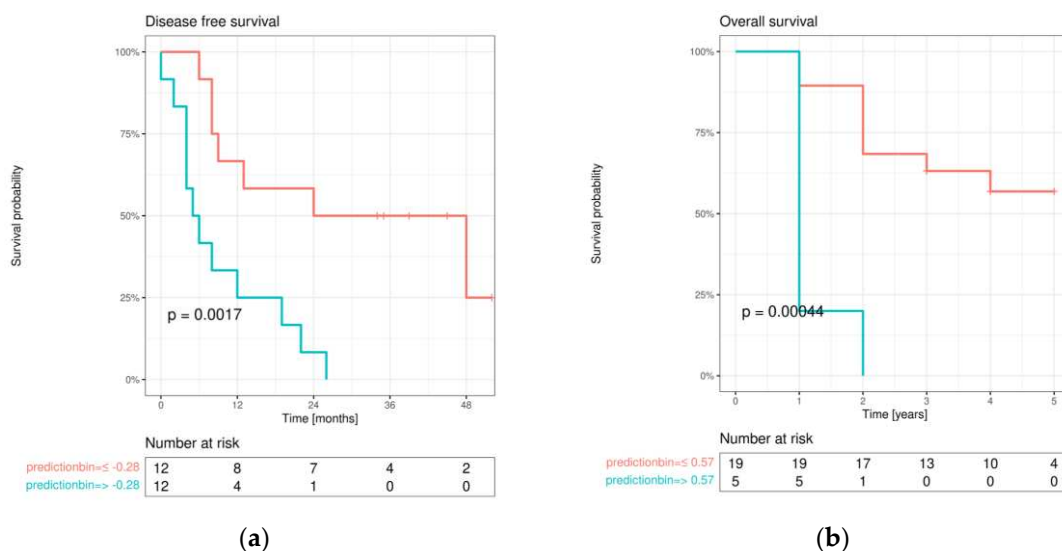 Disease free survival
100%
75%
50%
25%
0%
Survival probability
p = 0.0017
0 12 24 36 48
Time [months]
Number at risk
predictionbin=≤ -0.28 12 8 7 4 2
predictionbin=> -0.28 12 4 1 0 0
(a)
Overall survival
100%
75%
50%
25%
0%
Survival probability
p = 0.00044
0 1 2 3 4 5
Time [years]
Number at risk
predictionbin=≤ 0.57 19 19 17 13 10 4
predictionbin=> 0.57 5 5 1 0 0 0
(b)